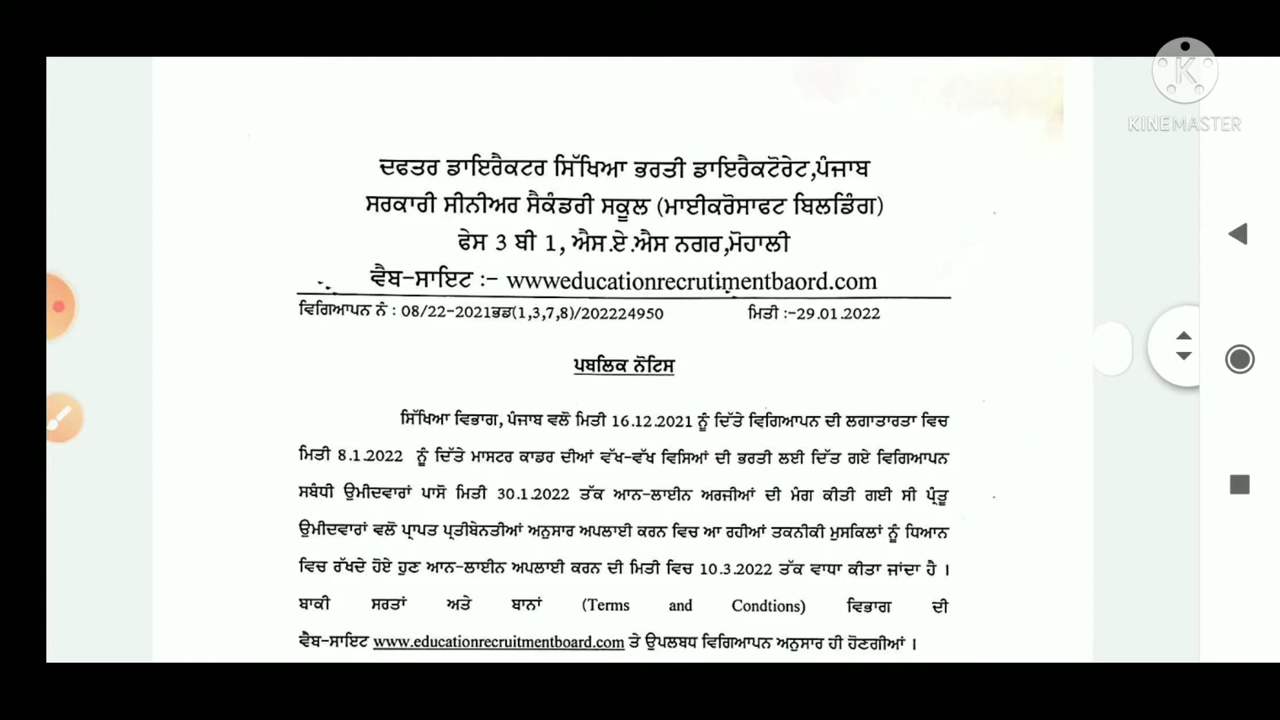 KINEMASTER
ਦਫਤਰ ਡਾਇਰੈਕਟਰ ਸਿੱਖਿਆ ਭਰਤੀ ਡਾਇਰੈਕਟੋਰੇਟ,ਪੰਜਾਬ
ਸਰਕਾਰੀ ਸੀਨੀਅਰ ਸੈਕੰਡਰੀ ਸਕੂਲ (ਮਾਈਕਰੋਸਾਫਟ ਬਿਲਡਿੰਗ)
ਫੇਸ 3 ਬੀ 1, ਐਸ.ਏ.ਐਸ ਨਗਰ,ਮੋਹਾਲੀ
ਵੈਬ-ਸਾਇਟ :- wwweducationrecrutimentbaord.com
ਵਿਗਿਆਪਨ ਨੰ : 08/22-2021ਭਡ(1,3,7,8)/202224950 ਮਿਤੀ :-29.01.2022
ਪਬਲਿਕ ਨੋਟਿਸ
ਸਿੱਖਿਆ ਵਿਭਾਗ, ਪੰਜਾਬ ਵਲੋ ਮਿਤੀ 16.12.2021 ਨੂੰ ਦਿੱਤੇ ਵਿਗਿਆਪਨ ਦੀ ਲਗਾਤਾਰਤਾ ਵਿਚ
ਮਿਤੀ 8.1.2022 ਨੂੰ ਦਿੱਤੇ ਮਾਸਟਰ ਕਾਡਰ ਦੀਆਂ ਵੱਖ-ਵੱਖ ਵਿਸਿਆਂ ਦੀ ਭਰਤੀ ਲਈ ਦਿੱਤ ਗਏ ਵਿਗਿਆਪਨ
ਸਬੰਧੀ ਉਮੀਦਵਾਰਾਂ ਪਾਸੋ ਮਿਤੀ 30.1.2022 ਤੱਕ ਆਨ-ਲਾਈਨ ਅਰਜੀਆਂ ਦੀ ਮੰਗ ਕੀਤੀ ਗਈ ਸੀ ਪ੍ਰੰਤੂ
ਉਮੀਦਵਾਰਾਂ ਵਲੋ ਪ੍ਰਾਪਤ ਪ੍ਰਤੀਬੇਨਤੀਆਂ ਅਨੁਸਾਰ ਅਪਲਾਈ ਕਰਨ ਵਿਚ ਆ ਰਹੀਆਂ ਤਕਨੀਕੀ ਮੁਸਕਿਲਾਂ ਨੂੰ ਧਿਆਨ
ਵਿਚ ਰੱਖਦੇ ਹੋਏ ਹੁਣ ਆਨ-ਲਾਈਨ ਅਪਲਾਈ ਕਰਨ ਦੀ ਮਿਤੀ ਵਿਚ 10.3.2022 ਤੱਕ ਵਾਧਾ ਕੀਤਾ ਜਾਂਦਾ ਹੈ ।
ਬਾਕੀ ਸਰਤਾਂ ਅਤੇ ਬਾਨਾਂ (Terms and Condtions) ਵਿਭਾਗ ਦੀ
ਵੈਬ-ਸਾਇਟ www.educationrecruitmentboard.com ਤੇ ਉਪਲਬਧ ਵਿਗਿਆਪਨ ਅਨੁਸਾਰ ਹੀ ਹੋਣਗੀਆਂ ।